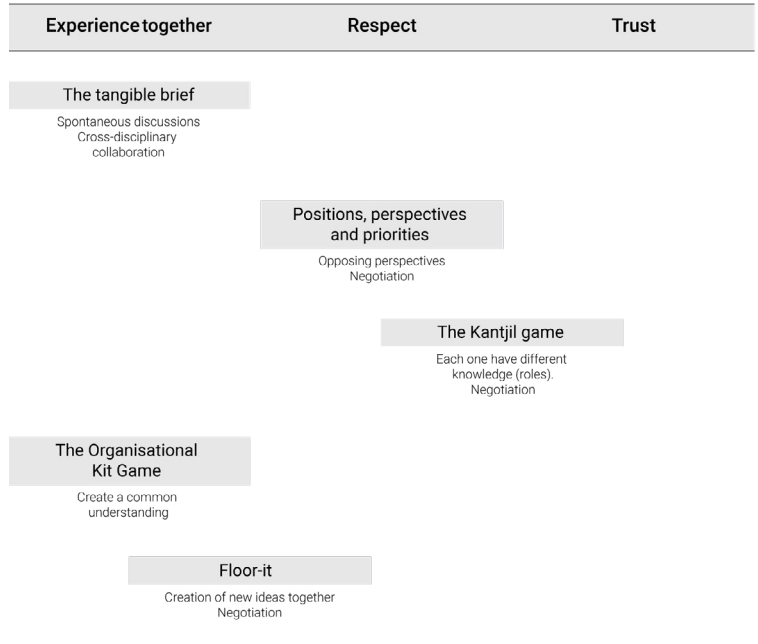 Experience together Respect Trust
The tangible brief
Spontaneous discussions
Cross-disciplinary
collaboration
Positions, perspectives
and priorities
Opposing perspectives
Negotiation
The Kantjil game
Each one have different
knowledge (roles).
Negotiation
The Organisational
Kit Game
Create a common
understanding
Floor-it
Creation of new ideas together
Negotiation